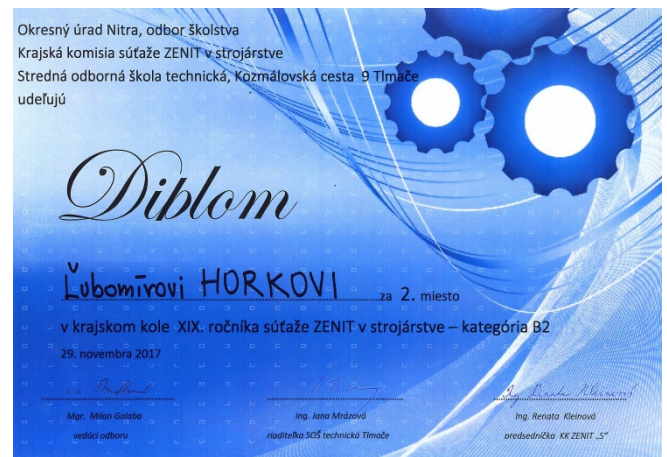 Okresný úrad Nitra, odbor školstva
Krajská komisia súťaže ZENIT v strojárstve
Stredná odborná škola technická, Kozmálovská cesta 9 Tlmače
udeľujú
Diblom
Ľubomírovi HORKOVI za 2. miesto
v krajskom kole XIX. ročníka súťaže ZENIT v strojárstve – kategória B2
29. novembra 2017
Mgr. Milan Galaba Ing. Jana Mrázová Ing. Renata Kleinová
vedúci odboru riaditeľka SOŠ technická Tlmače predsedníčka KK ZENIT „S“